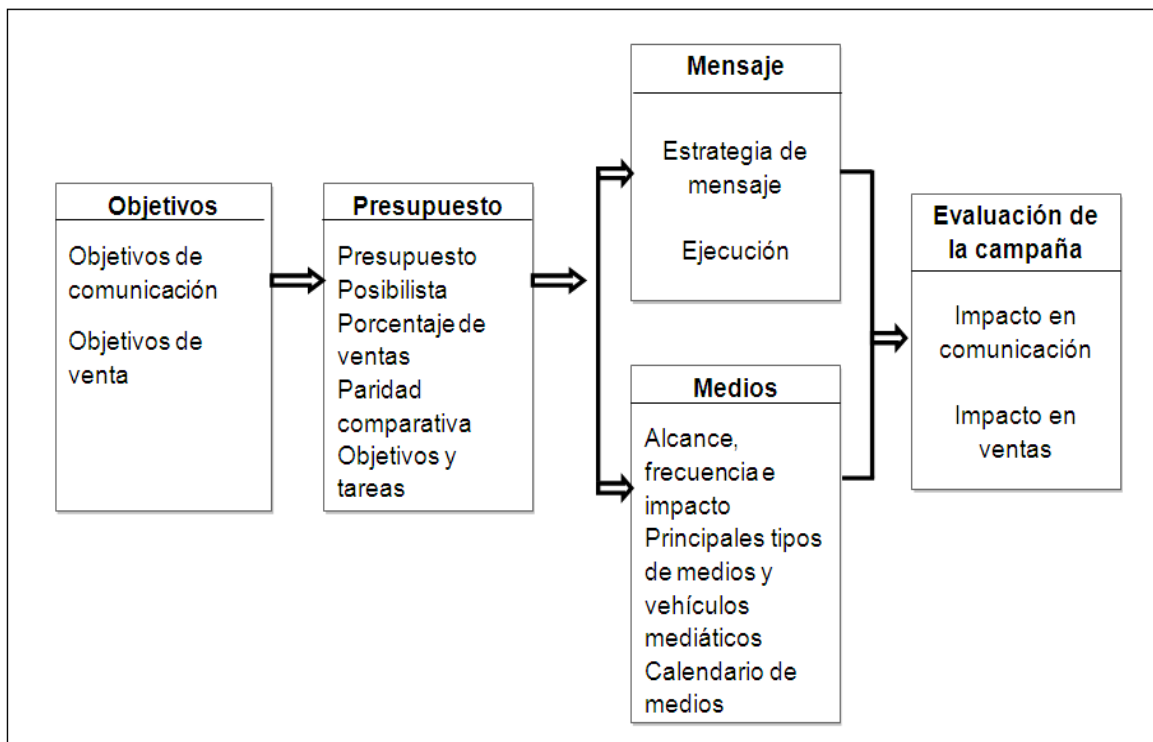 Objetivos
Objetivos de
comunicación
Objetivos de
venta
Presupuesto
Presupuesto
Posibilista
Porcentaje de
ventas
Paridad
comparativa
Objetivos y
tareas
Mensaje
Estrategia de
mensaje
Ejecución
Medios
Alcance,
frecuencia e
impacto
Principales tipos
de medios y
vehículos
mediáticos
Calendario de
medios
Evaluación de
la campaña
Impacto en
comunicación
Impacto en
ventas